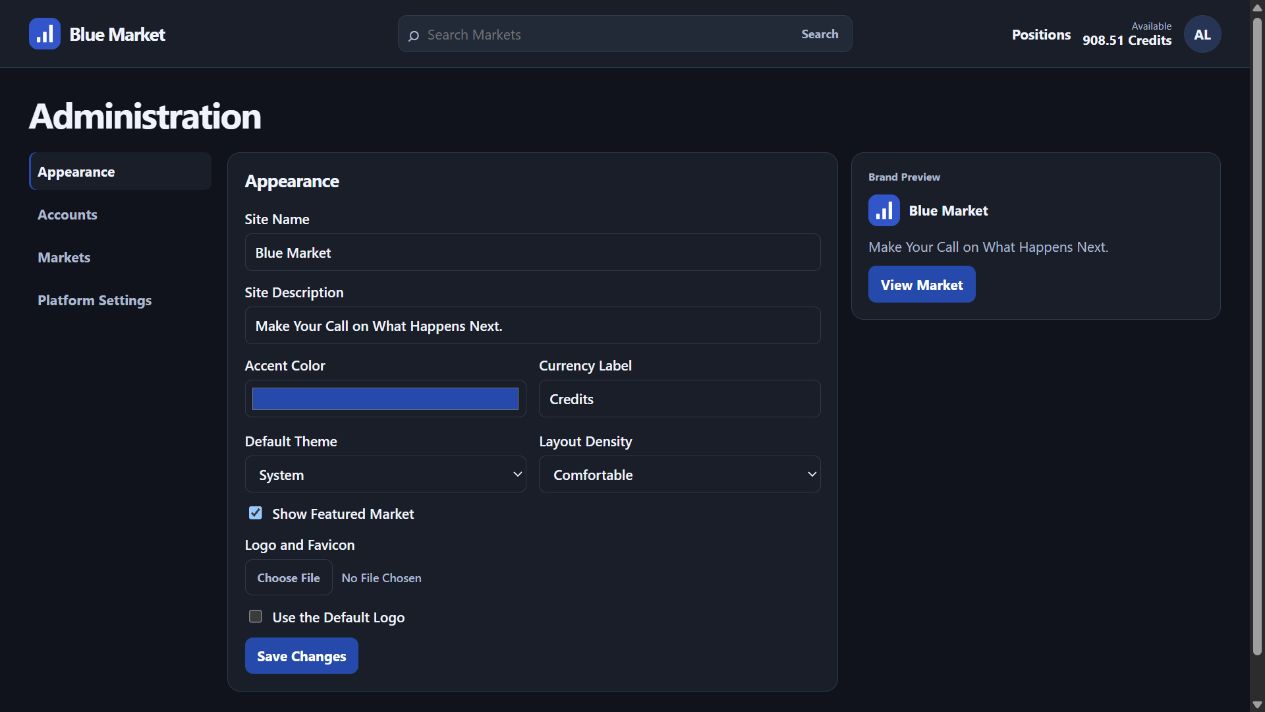 Blue Market
Search Markets
Search
Positions
Available
908.51 Credits
AL
Administration
Appearance
Accounts
Markets
Platform Settings
Appearance
Site Name
Blue Market
Site Description
Make Your Call on What Happens Next.
Accent Color
Currency Label
Credits
Default Theme
Layout Density
System
Comfortable
Show Featured Market
Logo and Favicon
Choose File
No File Chosen
Use the Default Logo
Save Changes
Brand Preview
Blue Market
Make Your Call on What Happens Next.
View Market